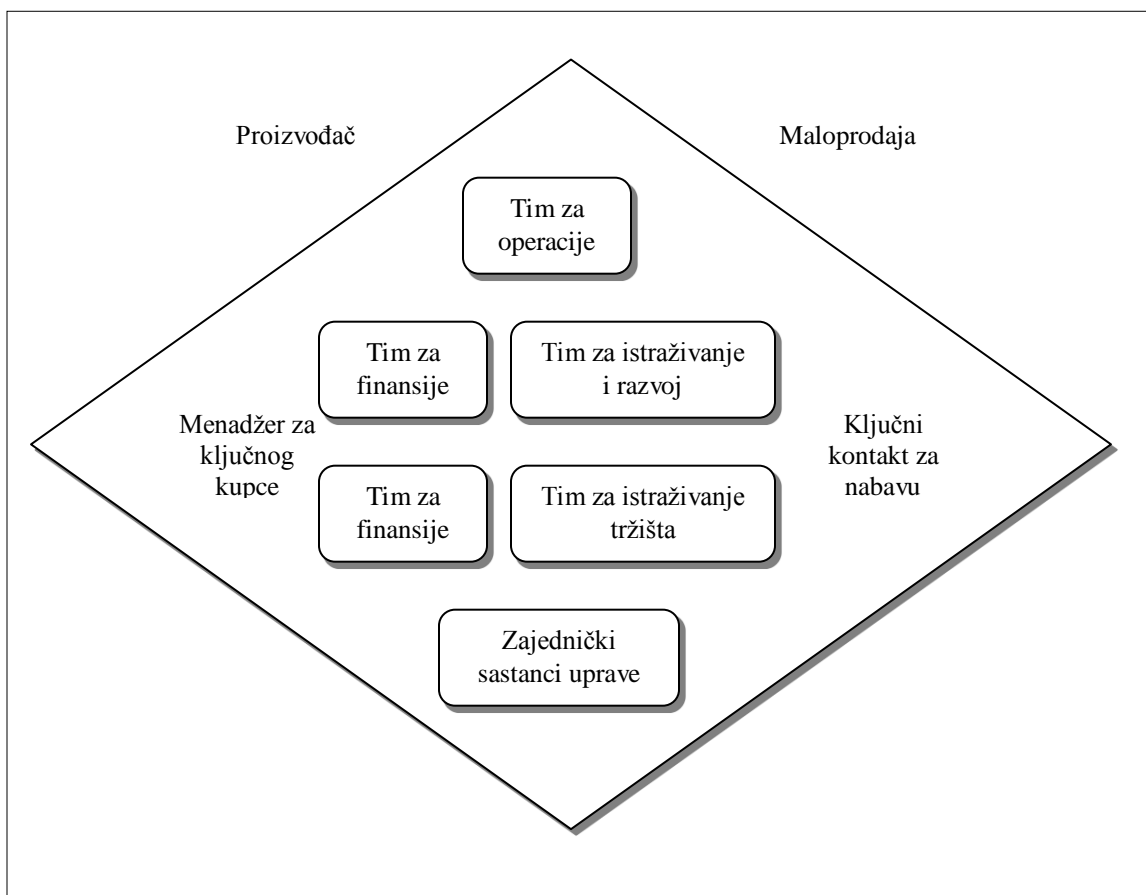 Proizvođač
Maloprodaja
Tim za
operacije
Tim za
finansije
Tim za istraživanje
i razvoj
Menadžer za
ključnog
kupce
Ključni
kontakt za
nabavu
Tim za
finansije
Tim za istraživanje
tržišta
Zajednički
sastanci uprave